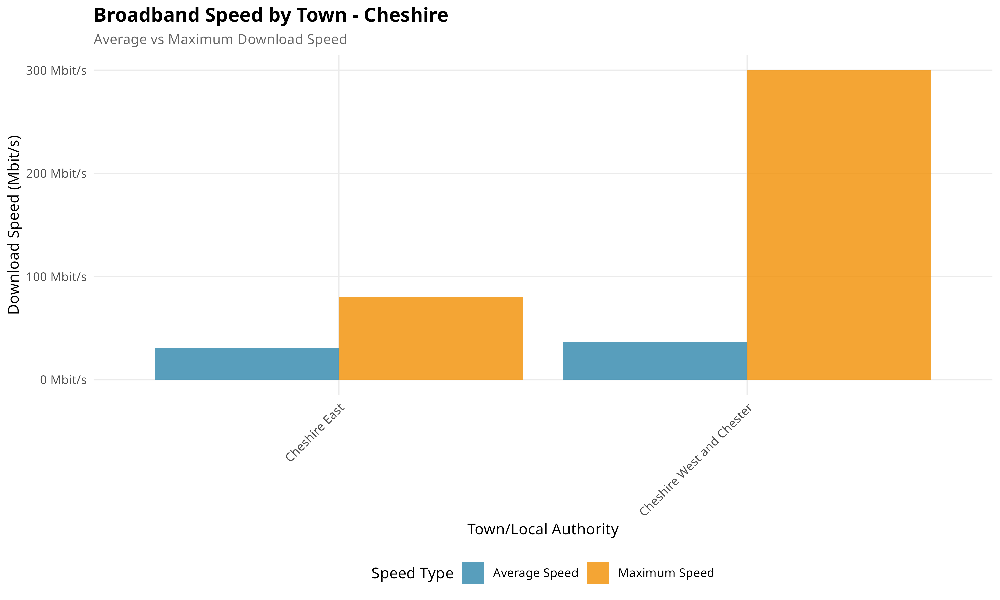 Broadband Speed by Town - Cheshire
Average vs Maximum Download Speed
Download Speed (Mbit/s)
300 Mbit/s
200 Mbit/s
100 Mbit/s
0 Mbit/s
Cheshire East
Cheshire West and Chester
Town/Local Authority
Speed Type
Average Speed
Maximum Speed